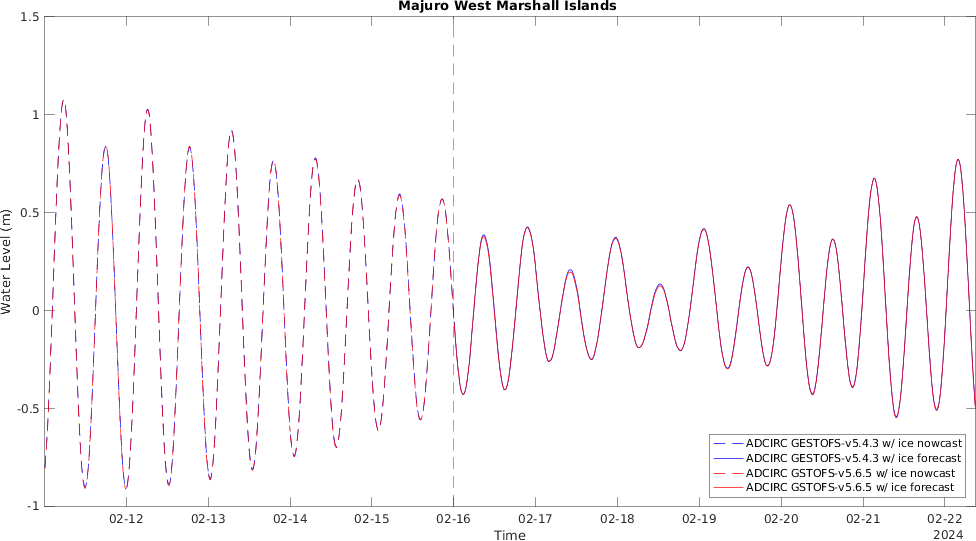 Majuro West Marshall Islands
1.5
1
0.5
0
-0.5
-1
Water Level (m)
02-12 02-13 02-14 02-15 02-16 02-17 02-18 02-19 02-20 02-21 02-22
2024
Time
ADCIRC GESTOFS-v5.4.3 w/ ice nowcast
ADCIRC GESTOFS-v5.4.3 w/ ice forecast
ADCIRC GSTOFS-v5.6.5 w/ ice nowcast
ADCIRC GSTOFS-v5.6.5 w/ ice forecast